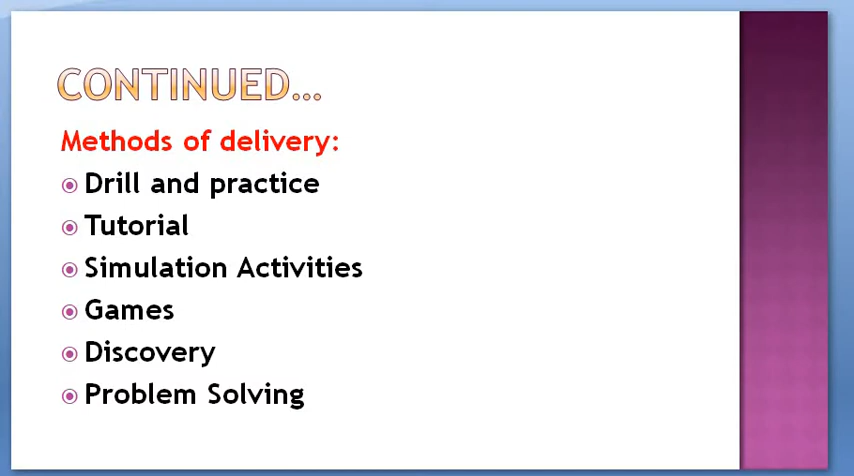 CONTINUED...
Methods of delivery:
Drill and practice
Tutorial
Simulation Activities
Games
Discovery
Problem Solving